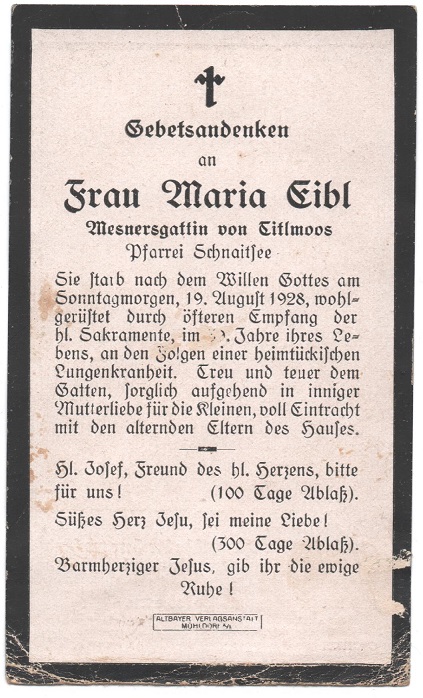 Gebetsandenken
an
Frau Maria Eibl
Mesnersgattin von Titlmoos
Pfarrei Schnaitsee
Sie starb nach dem Willen Gottes am
Sonntagmorgen, 19. August 1928, wohl-
gerüstet durch öfteren Empfang der
hl. Sakramente, im Jahre ihres Le-
bens, an den Folgen einer heimtückischen
Lungenkrankheit. Treu und teuer dem
Gatten, sorglich aufgehend in inniger
Mutterliebe für die Kleinen, voll Eintracht
mit den alternden Eltern des Hauses.
Hl. Josef, Freund des hl. Herzens, bitte
für uns! (100 Tage Ablaß).
Süßes Herz Jesu, sei meine Liebe!
(300 Tage Ablaß).
Barmherziger Jesus, gib ihr die ewige
Ruhe!
ALTBAYER VERLAGSANSTALT
MÜHLDORF